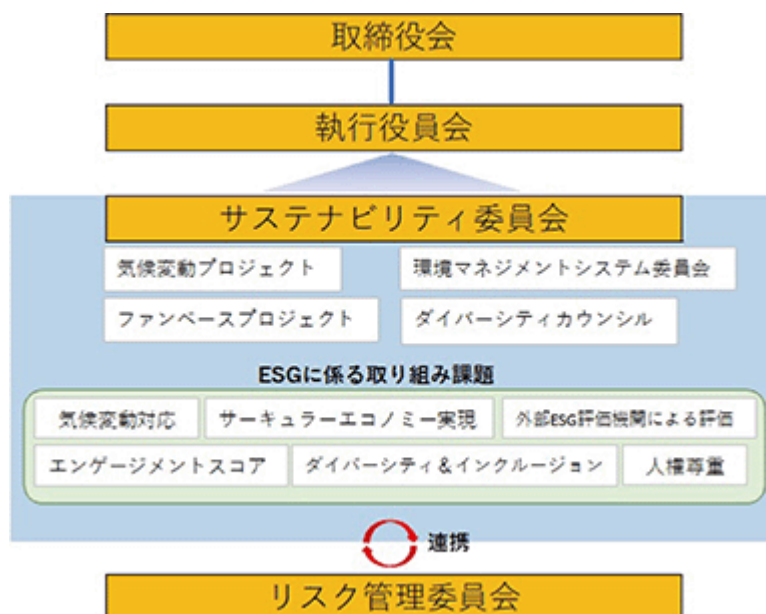 取締役会
執行役員会
サステナビリティ委員会
気候変動プロジェクト
環境マネジメントシステム委員会
ファンベースプロジェクト
ダイバーシティカウンシル
ESGに係る取り組み課題
気候変動対応
サーキュラーエコノミー実現
外部ESG評価機関による評価
エンゲージメントスコア
ダイバーシティ&インクルージョン
人権尊重
連携
リスク管理委員会